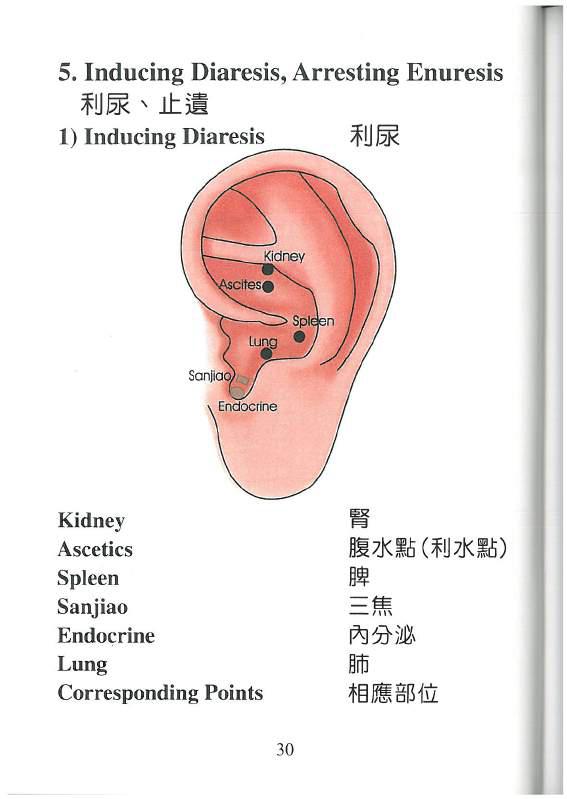 5. Inducing Diaresis, Arresting Enuresis
利尿、止遺
1) Inducing Diaresis 利尿
Kidney
Ascites
Spleen
Lung
Sanjiao
Endocrine
Kidney 腎
Ascetics 腹水點(利水點)
Spleen 脾
Sanjiao 三焦
Endocrine 內分泌
Lung 肺
Corresponding Points 相應部位
30